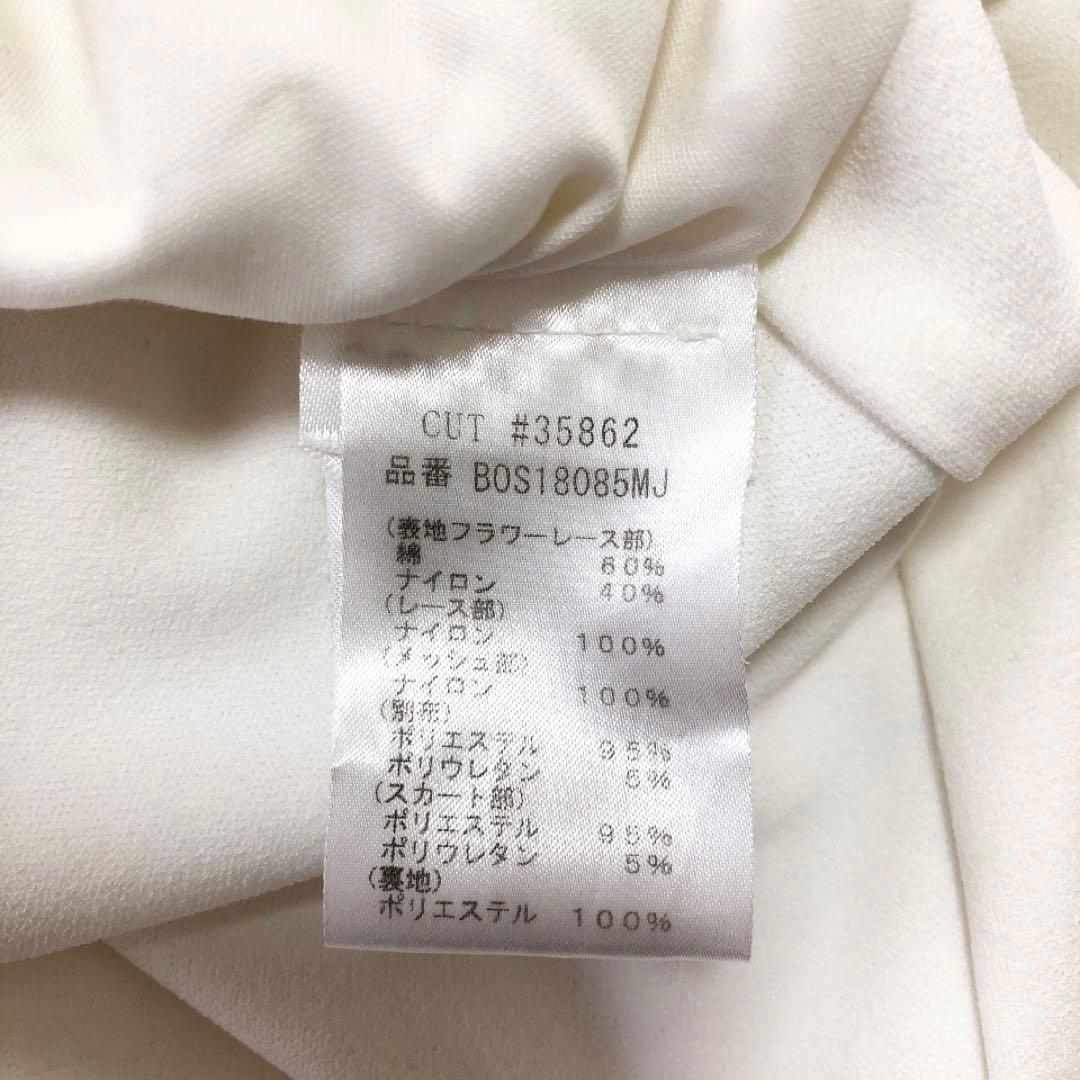 CUT #35862
品番 BOS18085MJ
(表地フラワーレース部)
綿 60%
ナイロン 40%
(レース部)
ナイロン 100%
(メッシュ部)
ナイロン 100%
(別布)
ポリエステル 95%
ポリウレタン 5%
(スカート部)
ポリエステル 95%
ポリウレタン 5%
(裏地)
ポリエステル 100%